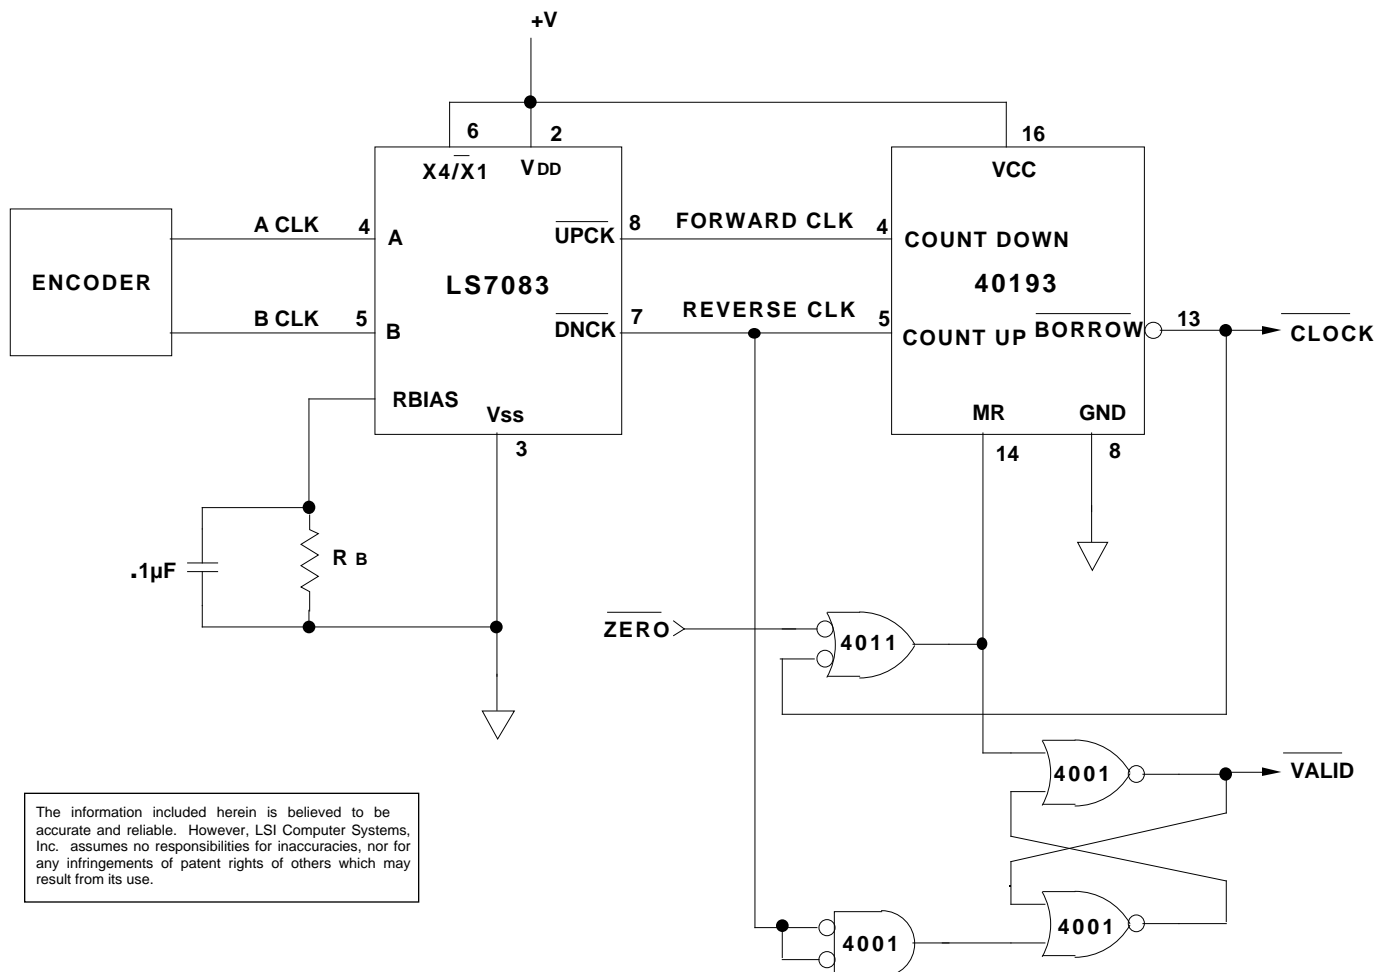 +V
6 2 16
X4/X1 VDD VCC
ENCODER
A CLK 4 A
UPCK 8 FORWARD CLK 4 COUNT DOWN
LS7083
40193
B CLK 5 B
DNCK 7 REVERSE CLK 5 COUNT UP BORROW 13 CLOCK
RBIAS
Vss
3
MR GND
14 8
.1µF
R B
ZERO
4011
4001
VALID
4001
4001
The information included herein is believed to be
accurate and reliable. However, LSI Computer Systems,
Inc. assumes no responsibilities for inaccuracies, nor for
any infringements of patent rights of others which may
result from its use.